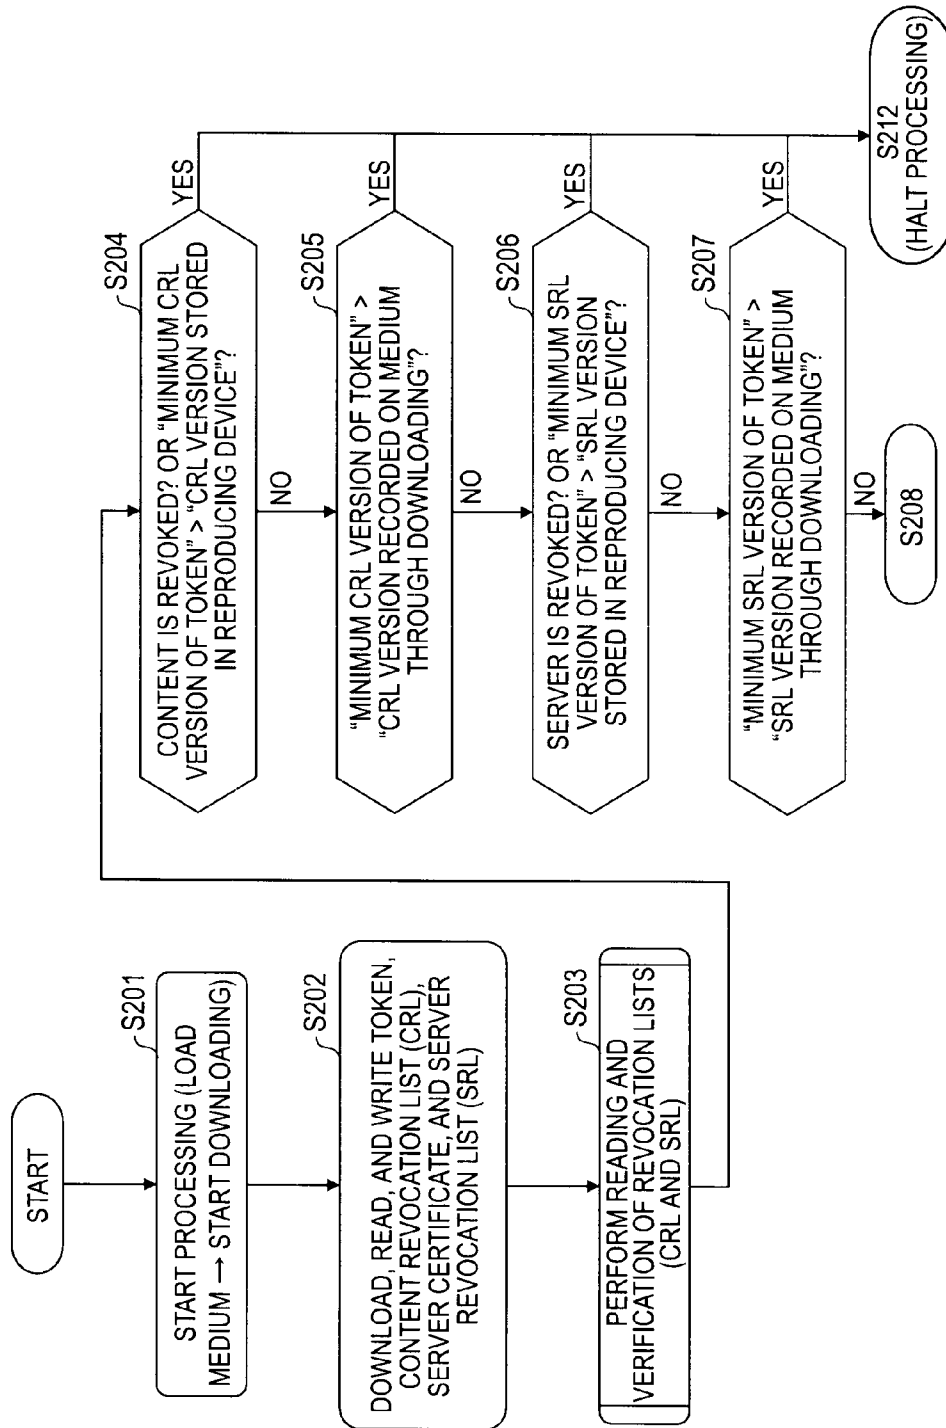 START
S201
START PROCESSING (LOAD
MEDIUM → START DOWNLOADING)
S202
DOWNLOAD, READ, AND WRITE TOKEN,
CONTENT REVOCATION LIST (CRL),
SERVER CERTIFICATE, AND SERVER
REVOCATION LIST (SRL)
S203
PERFORM READING AND
VERIFICATION OF REVOCATION LISTS
(CRL AND SRL)
S204
CONTENT IS REVOKED? OR “MINIMUM CRL
VERSION OF TOKEN” > “CRL VERSION STORED
IN REPRODUCING DEVICE”?
YES
NO
S205
“MINIMUM CRL VERSION OF TOKEN” >
“CRL VERSION RECORDED ON MEDIUM
THROUGH DOWNLOADING”?
YES
NO
S206
SERVER IS REVOKED? OR “MINIMUM SRL
VERSION OF TOKEN” > “SRL VERSION
STORED IN REPRODUCING DEVICE”?
YES
NO
S207
“MINIMUM SRL VERSION OF TOKEN” >
“SRL VERSION RECORDED ON MEDIUM
THROUGH DOWNLOADING”?
YES
NO
S208
S212
(HALT PROCESSING)